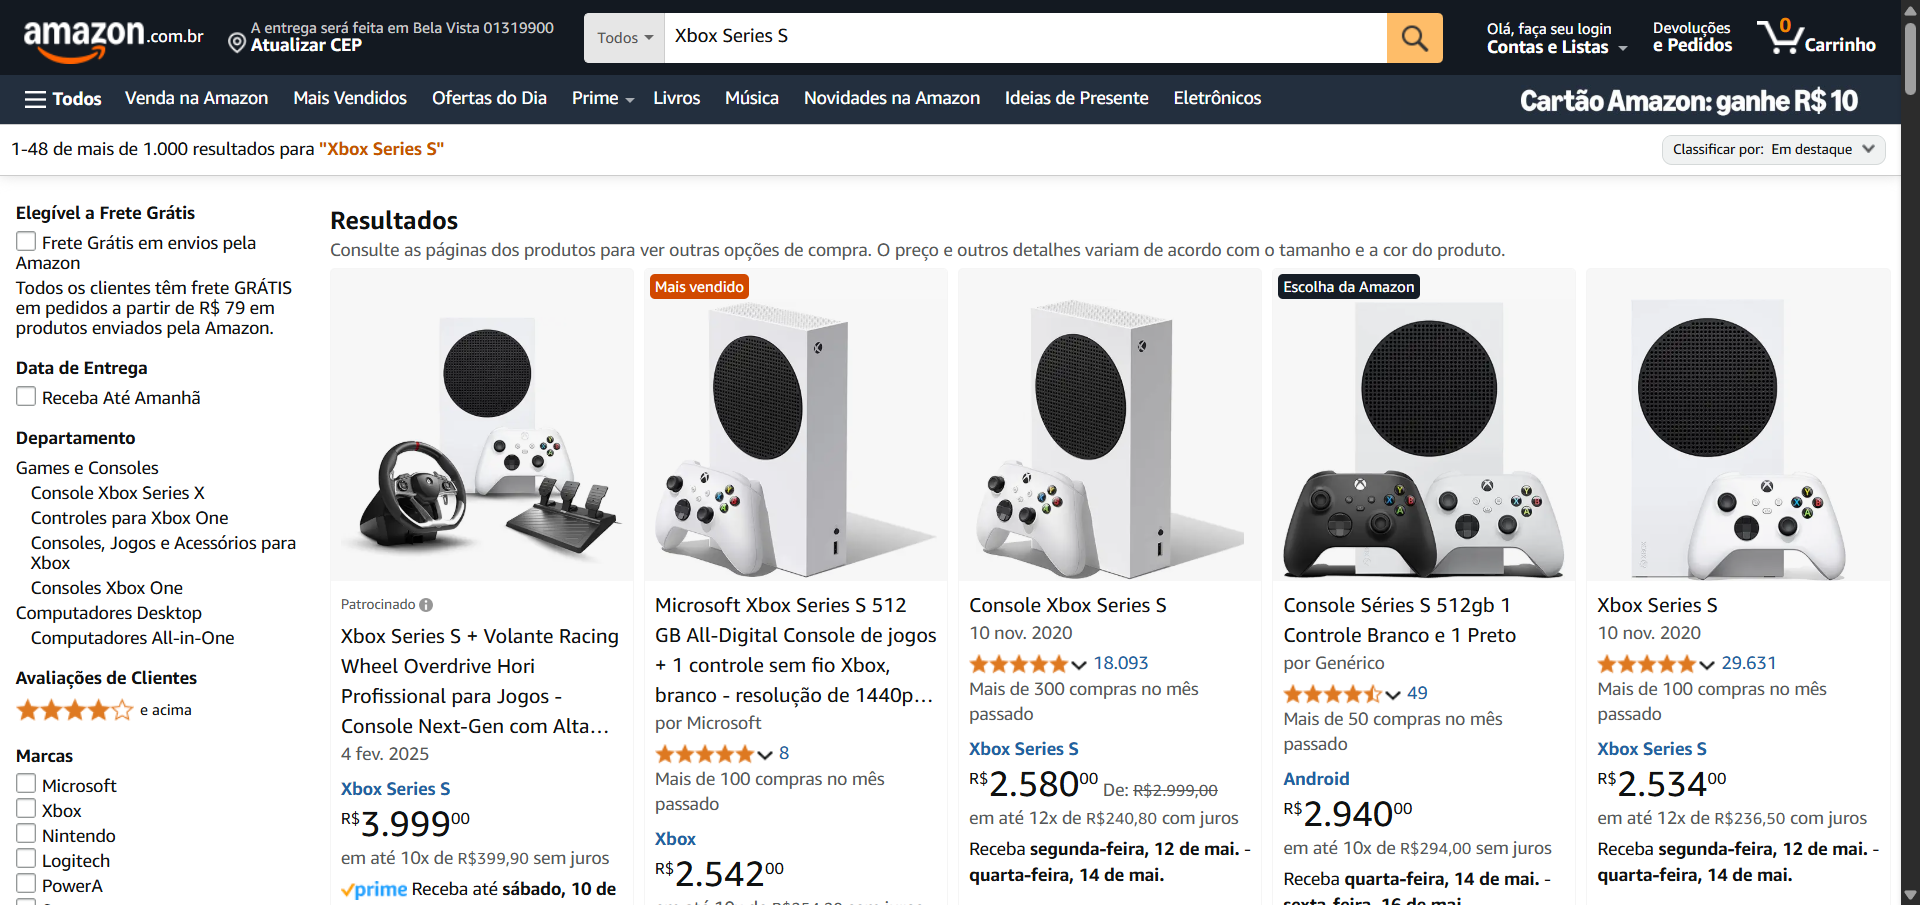 amazon.com.br
A entrega será feita em Bela Vista 01319900
Atualizar CEP
Todos
Xbox Series S
Olá, faça seu login
Contas e Listas
Devoluções
e Pedidos
0
Carrinho
Todos
Venda na Amazon
Mais Vendidos
Ofertas do Dia
Prime
Livros
Música
Novidades na Amazon
Ideias de Presente
Eletrônicos
Cartão Amazon: ganhe R$ 10
1-48 de mais de 1.000 resultados para "Xbox Series S"
Classificar por: Em destaque
Elegível a Frete Grátis
Frete Grátis em envios pela
Amazon
Todos os clientes têm frete GRÁTIS
em pedidos a partir de R$ 79 em
produtos enviados pela Amazon.
Data de Entrega
Receba Até Amanhã
Departamento
Games e Consoles
Console Xbox Series X
Controles para Xbox One
Consoles, Jogos e Acessórios para
Xbox
Consoles Xbox One
Computadores Desktop
Computadores All-in-One
Avaliações de Clientes
e acima
Marcas
Microsoft
Xbox
Nintendo
Logitech
PowerA
Resultados
Consulte as páginas dos produtos para ver outras opções de compra. O preço e outros detalhes variam de acordo com o tamanho e a cor do produto.
Patrocinado
Xbox Series S + Volante Racing
Wheel Overdrive Hori
Profissional para Jogos -
Console Next-Gen com Alta...
4 fev. 2025
Xbox Series S
R$3.99900
em até 10x de R$399,90 sem juros
prime Receba até sábado, 10 de
Mais vendido
Microsoft Xbox Series S 512
GB All-Digital Console de jogos
+ 1 controle sem fio Xbox,
branco - resolução de 1440p...
por Microsoft
8
Mais de 100 compras no mês
passado
Xbox
R$2.54200
Console Xbox Series S
10 nov. 2020
18.093
Mais de 300 compras no mês
passado
Xbox Series S
R$2.58000 De: R$2.999,00
em até 12x de R$240,80 com juros
Receba segunda-feira, 12 de mai. -
quarta-feira, 14 de mai.
Escolha da Amazon
Console Séries S 512gb 1
Controle Branco e 1 Preto
por Genérico
49
Mais de 50 compras no mês
passado
Android
R$2.94000
em até 10x de R$294,00 sem juros
Receba quarta-feira, 14 de mai. -
sexta-feira, 16 de mai.
Xbox Series S
10 nov. 2020
29.631
Mais de 100 compras no mês
passado
Xbox Series S
R$2.53400
em até 12x de R$236,50 com juros
Receba segunda-feira, 12 de mai. -
quarta-feira, 14 de mai.